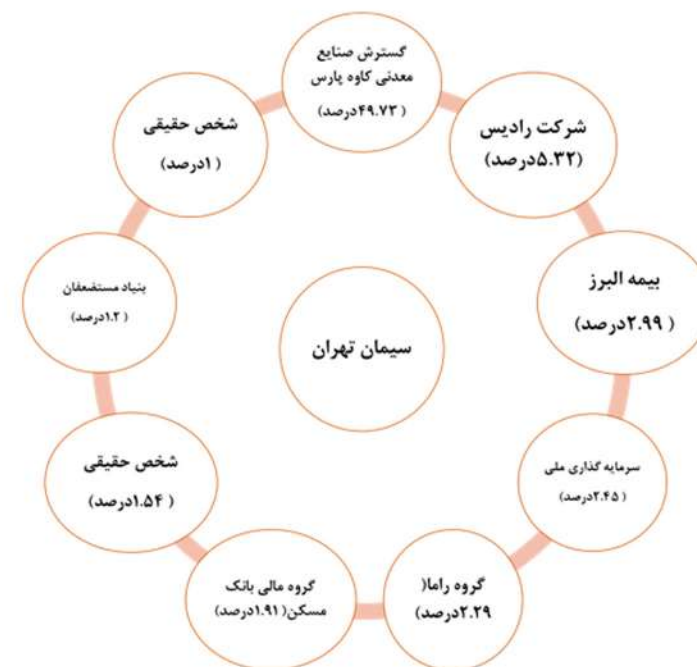 گسترش صنایع
معدنی کاوه پارس
( ۴۹.۷۳درصد)
شرکت رادیس
(۵.۳۲درصد)
بیمه البرز
( ۲.۹۹درصد)
سرمایه گذاری ملی
(۲.۴۵درصد)
گروه راما(
۲.۲۹درصد)
گروه مالی بانک
مسکن( ۱.۹۱درصد)
شخص حقیقی
( ۱.۵۴درصد)
بنیاد مستضعفان
( ۱.۲درصد)
شخص حقیقی
( ۱درصد)
سیمان تهران